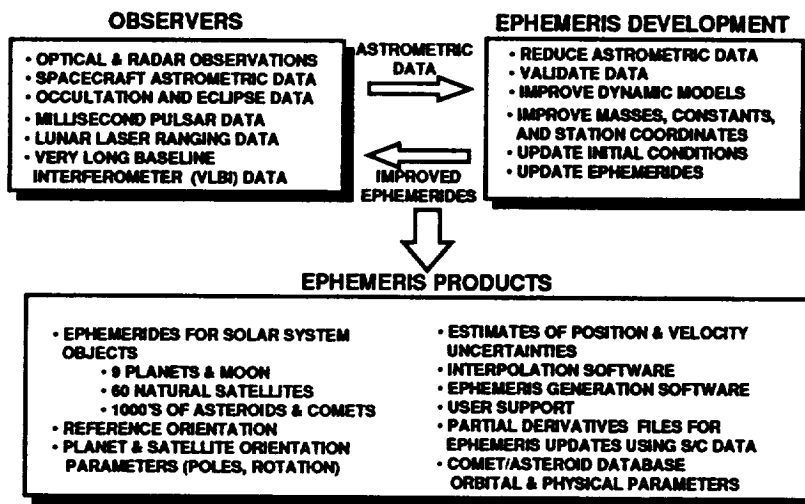 OBSERVERS
• OPTICAL & RADAR OBSERVATIONS
• SPACECRAFT ASTROMETRIC DATA
• OCCULTATION AND ECLIPSE DATA
• MILLISECOND PULSAR DATA
• LUNAR LASER RANGING DATA
• VERY LONG BASELINE
INTERFEROMETER (VLBI) DATA
ASTROMETRIC
DATA
IMPROVED
EPHEMERIDES
EPHEMERIS DEVELOPMENT
• REDUCE ASTROMETRIC DATA
• VALIDATE DATA
• IMPROVE DYNAMIC MODELS
• IMPROVE MASSES, CONSTANTS,
AND STATION COORDINATES
• UPDATE INITIAL CONDITIONS
• UPDATE EPHEMERIDES
EPHEMERIS PRODUCTS
• EPHEMERIDES FOR SOLAR SYSTEM
OBJECTS
• 9 PLANETS & MOON
• 60 NATURAL SATELLITES
• 1000'S OF ASTEROIDS & COMETS
• REFERENCE ORIENTATION
• PLANET & SATELLITE ORIENTATION
PARAMETERS (POLES, ROTATION)
• ESTIMATES OF POSITION & VELOCITY
UNCERTAINTIES
• INTERPOLATION SOFTWARE
• EPHEMERIS GENERATION SOFTWARE
• USER SUPPORT
• PARTIAL DERIVATIVES FILES FOR
EPHEMERIS UPDATES USING S/C DATA
• COMET/ASTEROID DATABASE
ORBITAL & PHYSICAL PARAMETERS